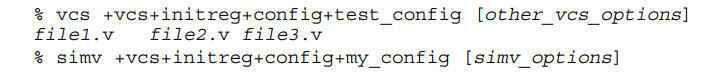 % vcs +vcs+initreg+config+test_config [other_vcs_options]
file1.v file2.v file3.v
% simv +vcs+initreg+config+my_config [simv_options]